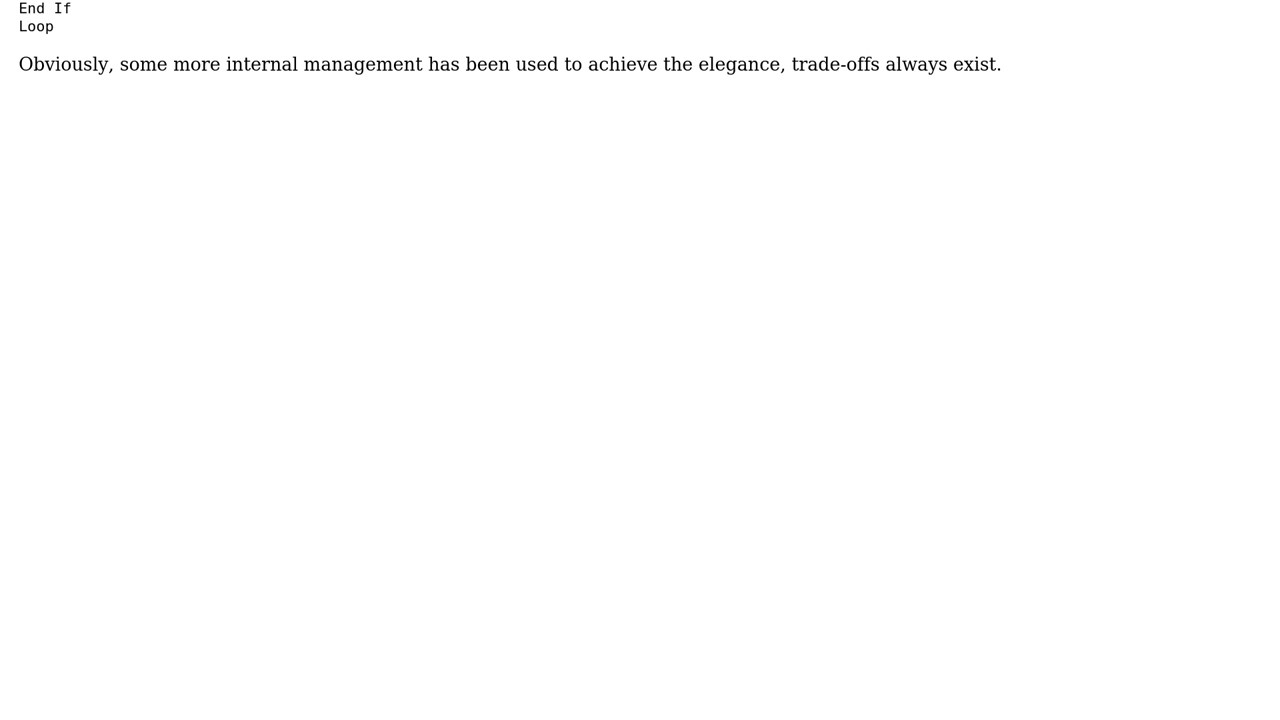 End If
Loop
Obviously, some more internal management has been used to achieve the elegance, trade-offs always exist.